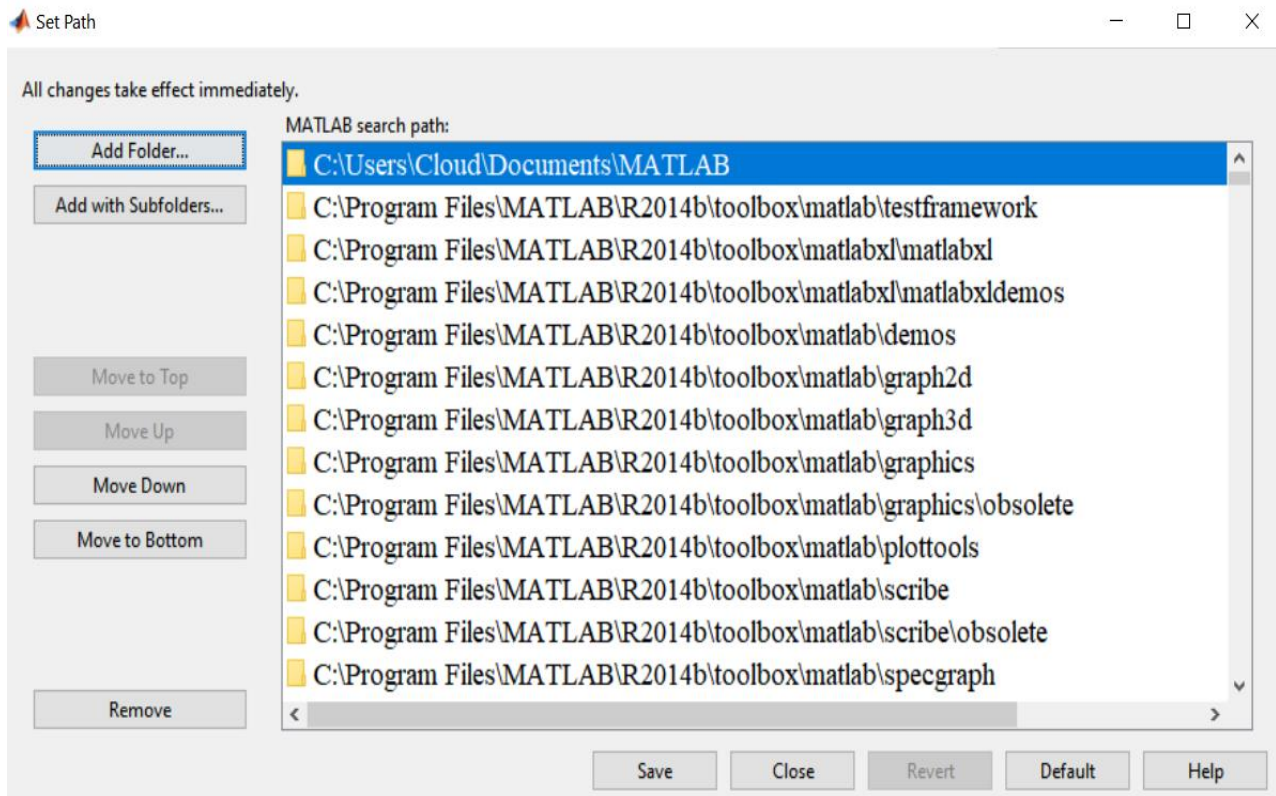 Set Path
All changes take effect immediately.
Add Folder...
Add with Subfolders...
Move to Top
Move Up
Move Down
Move to Bottom
Remove
MATLAB search path:
C:\Users\Cloud\Documents\MATLAB
C:\Program Files\MATLAB\R2014b\toolbox\matlab\testframework
C:\Program Files\MATLAB\R2014b\toolbox\matlabxl\matlabxl
C:\Program Files\MATLAB\R2014b\toolbox\matlabxl\matlabxldemos
C:\Program Files\MATLAB\R2014b\toolbox\matlab\demos
C:\Program Files\MATLAB\R2014b\toolbox\matlab\graph2d
C:\Program Files\MATLAB\R2014b\toolbox\matlab\graph3d
C:\Program Files\MATLAB\R2014b\toolbox\matlab\graphics
C:\Program Files\MATLAB\R2014b\toolbox\matlab\graphics\obsolete
C:\Program Files\MATLAB\R2014b\toolbox\matlab\plottools
C:\Program Files\MATLAB\R2014b\toolbox\matlab\scribe
C:\Program Files\MATLAB\R2014b\toolbox\matlab\scribe\obsolete
C:\Program Files\MATLAB\R2014b\toolbox\matlab\specgraph
Save
Close
Revert
Default
Help